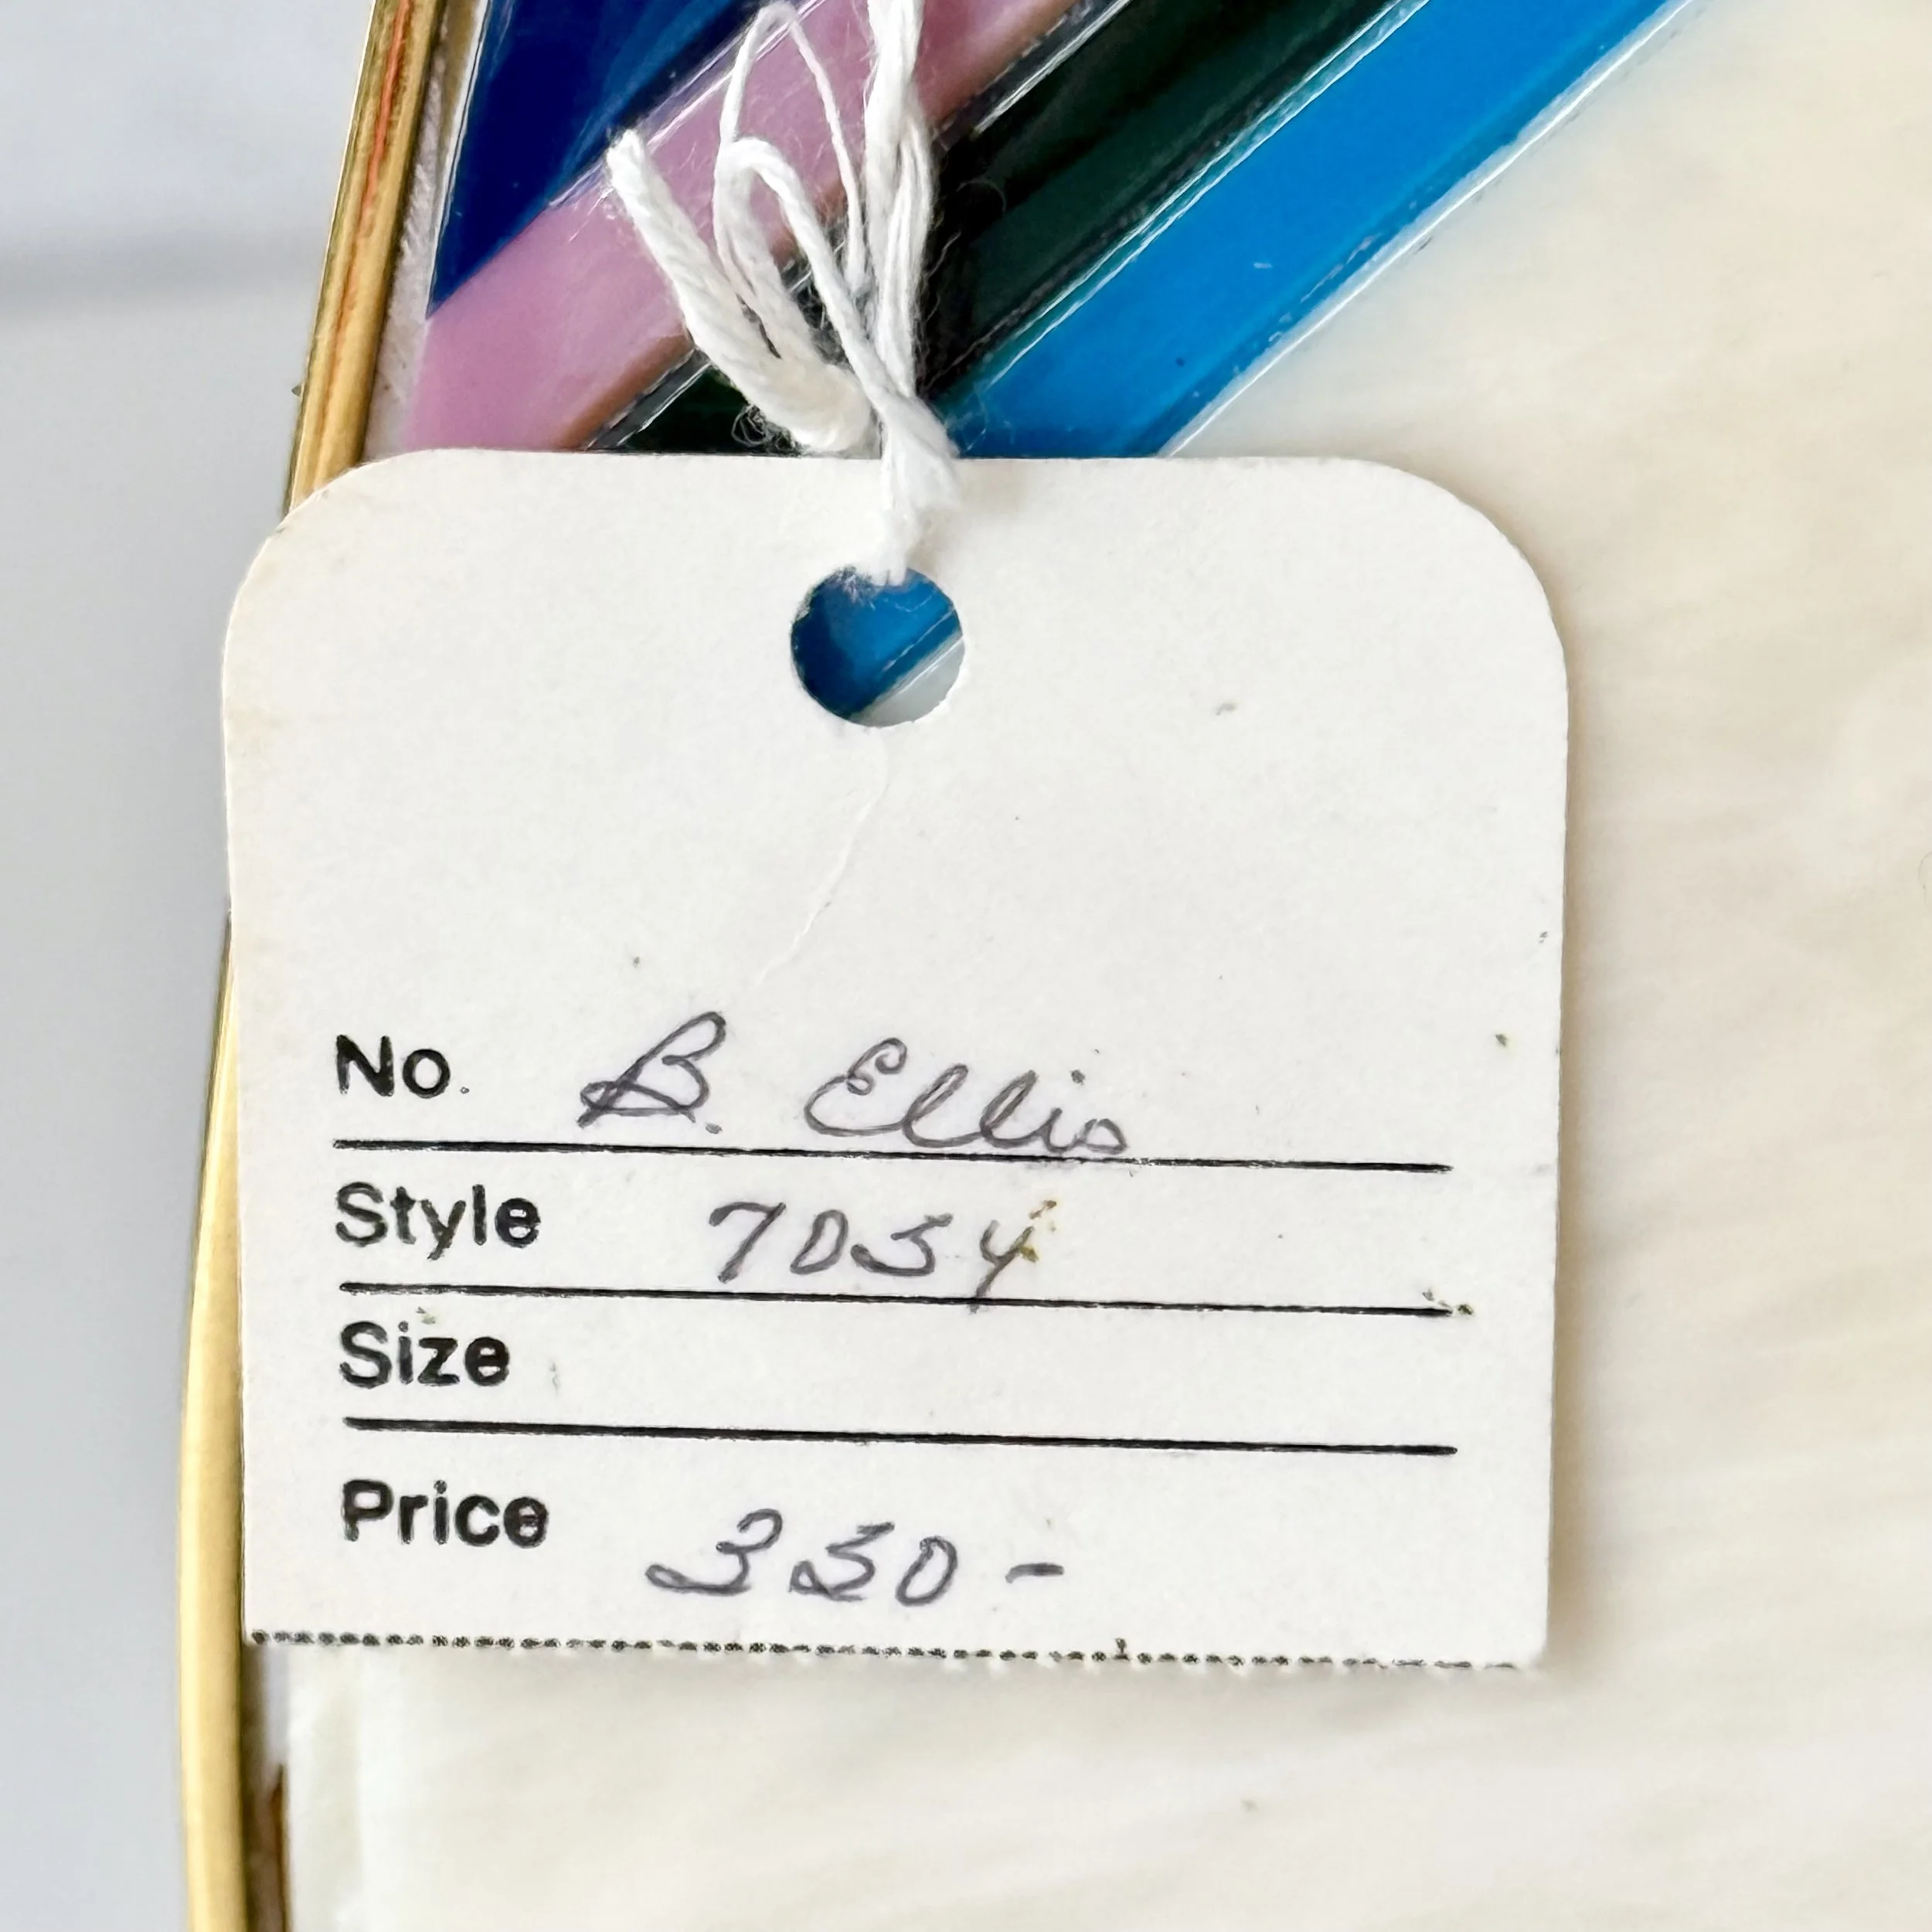 No. B. Ellis
Style 7054
Size
Price 350-